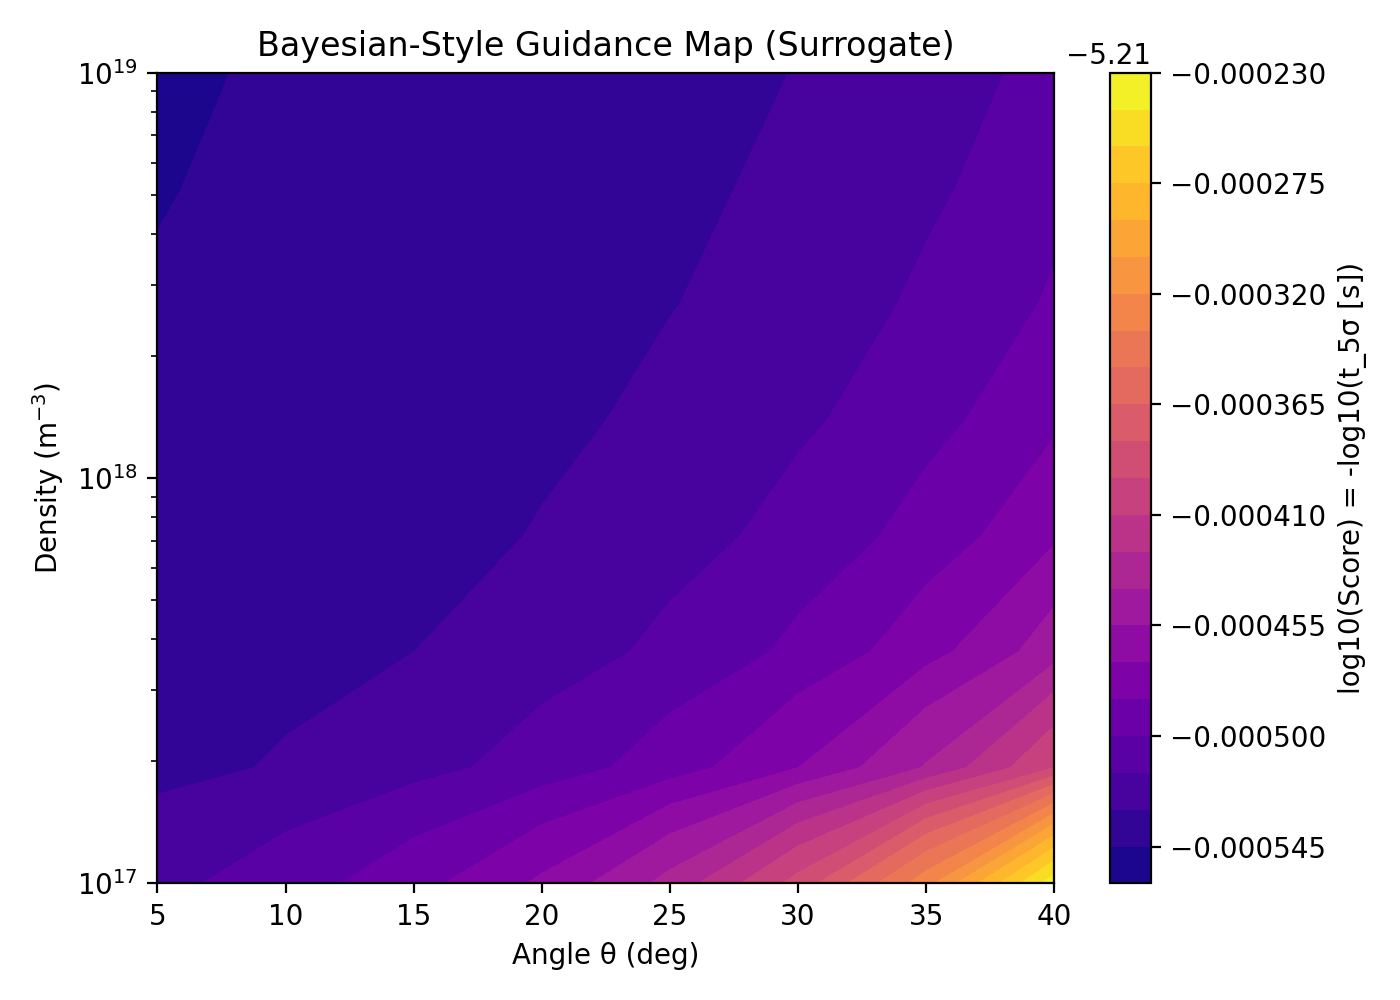 Bayesian-Style Guidance Map (Surrogate)
−5.21
10¹⁹
10¹⁸
10¹⁷
Density (m⁻³)
5 10 15 20 25 30 35 40
Angle θ (deg)
−0.000230
−0.000275
−0.000320
−0.000365
−0.000410
−0.000455
−0.000500
−0.000545
log10(Score) = -log10(t_5σ [s])